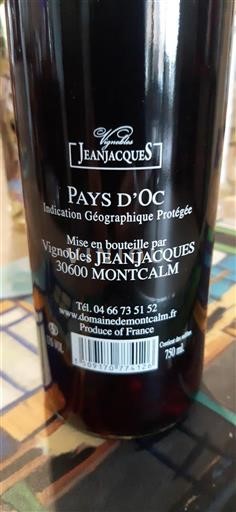 Vignobles
JEANJACQUES
PAYS D'OC
Indication Géographique Protégée
Mise en bouteille par
Vignobles JEANJACQUES
30600 MONTCALM
Tél. 04 66 73 51 52
www.domainedemontcalm.fr
Produce of France
VOL
750 ml